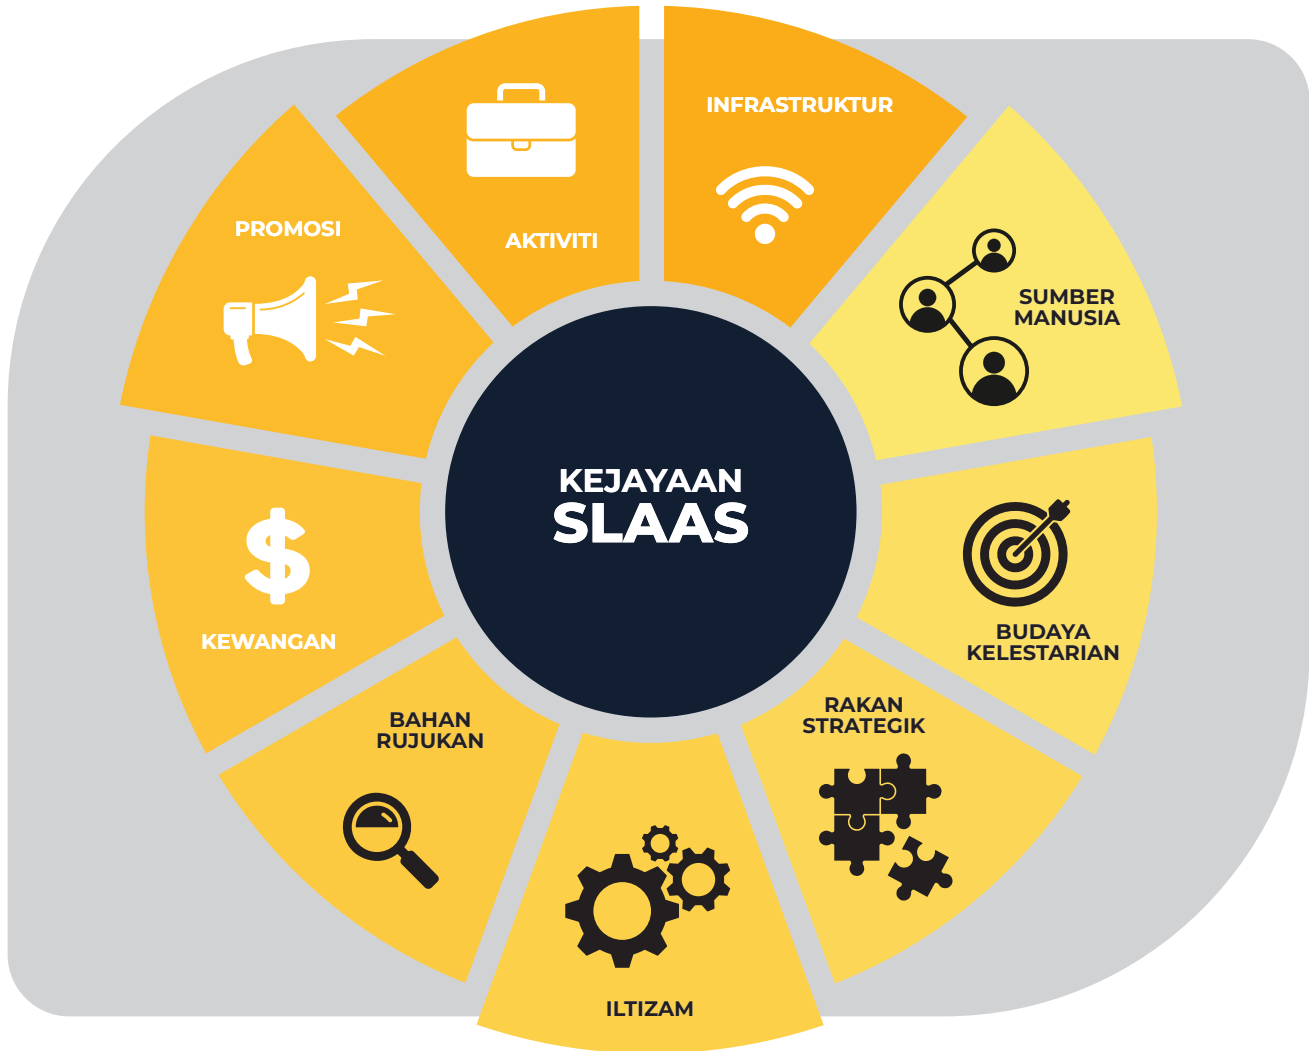 INFRASTRUKTUR
SUMBER
MANUSIA
BUDAYA
KELESTARIAN
RAKAN
STRATEGIK
ILTIZAM
BAHAN
RUJUKAN
KEWANGAN
PROMOSI
AKTIVITI
KEJAYAAN
SLAAS